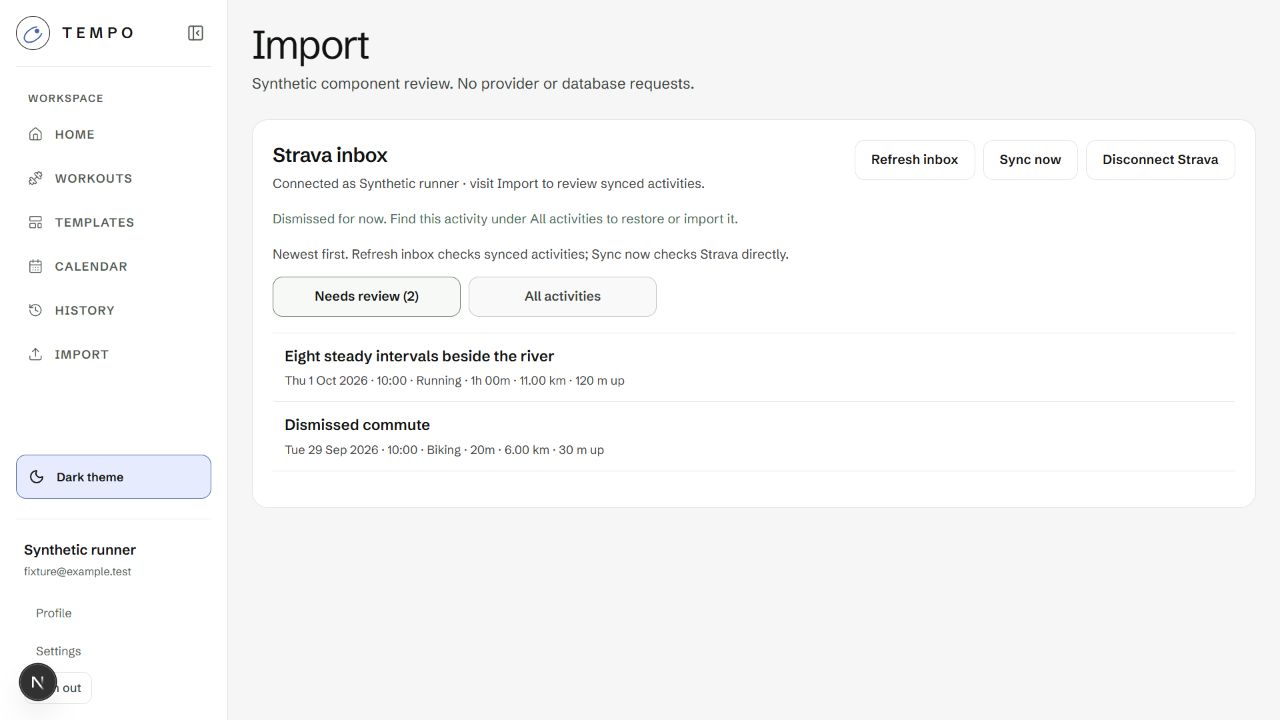 TEMPO
WORKSPACE
HOME
WORKOUTS
TEMPLATES
CALENDAR
HISTORY
IMPORT
Dark theme
Synthetic runner
fixture@example.test
Profile
Settings
N
out
Import
Synthetic component review. No provider or database requests.
Strava inbox
Refresh inbox
Sync now
Disconnect Strava
Connected as Synthetic runner · visit Import to review synced activities.
Dismissed for now. Find this activity under All activities to restore or import it.
Newest first. Refresh inbox checks synced activities; Sync now checks Strava directly.
Needs review (2)
All activities
Eight steady intervals beside the river
Thu 1 Oct 2026 · 10:00 · Running · 1h 00m · 11.00 km · 120 m up
Dismissed commute
Tue 29 Sep 2026 · 10:00 · Biking · 20m · 6.00 km · 30 m up